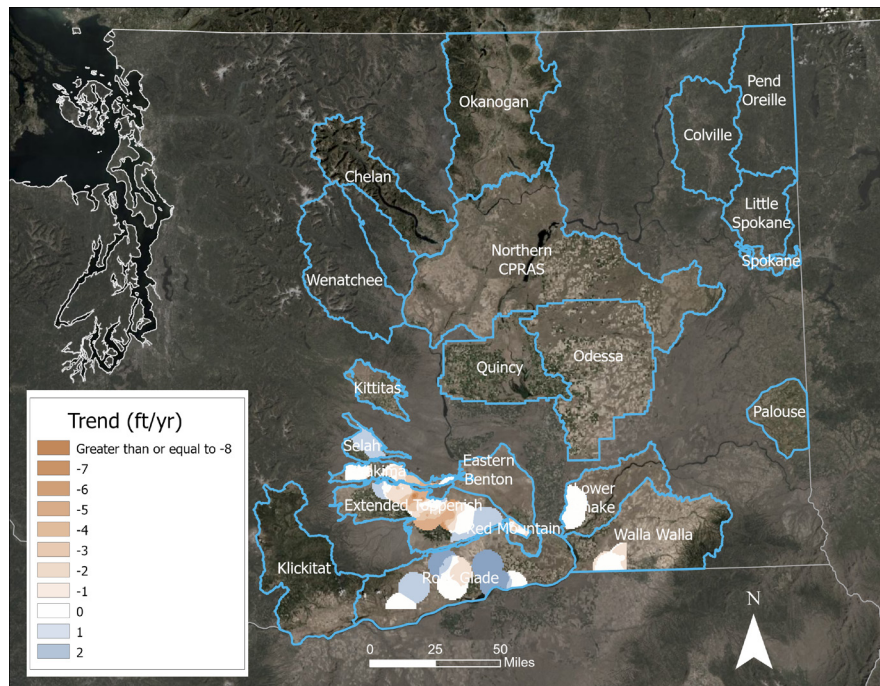 Okanogan
Pend
Oreille
Colville
Chelan
Little
Spokane
Northern
CPRAS
Spokane
Wenatchee
Quincy
Odessa
Kittitas
Palouse
Selah
Yakima
Eastern
Benton
Lower
Snake
Extended Toppenish
Red Mountain
Walla Walla
Klickitat
Rock Glade
Trend (ft/yr)
Greater than or equal to -8
-7
-6
-5
-4
-3
-2
-1
0
1
2
N
0 25 50
Miles